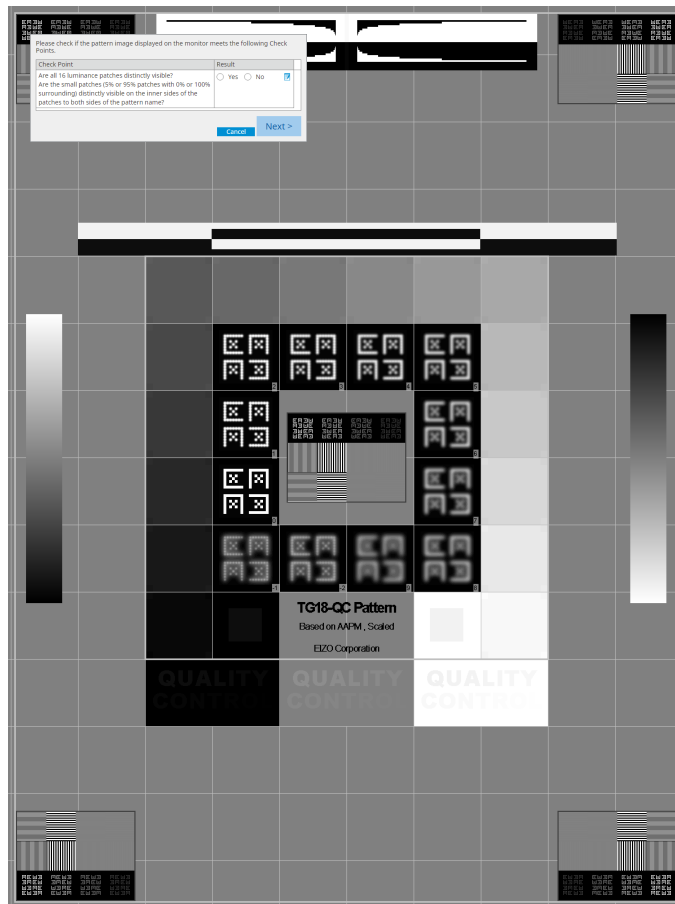 Please check if the pattern image displayed on the monitor meets the following Check
Points.
Check Point
Result
Are all 16 luminance patches distinctly visible?
Are the small patches (5% or 95% patches with 0% or 100%
surrounding) distinctly visible on the inner sides of the
patches to both sides of the pattern name?
Yes
No
Cancel
Next >
TG18-QC Pattern
Based on AAPM , Scaled
EIZO Corporation
QUALITY QUALITY QUALITY
CONTRO CONTRO CONTRO